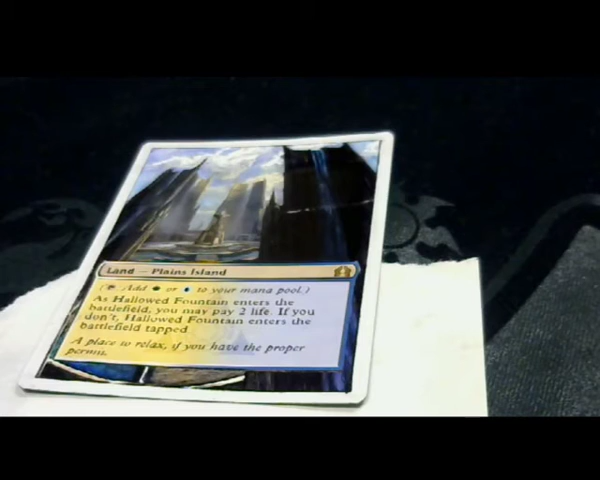 Land — Plains Island
( Add or to your mana pool.)
As Hallowed Fountain enters the
battlefield, you may pay 2 life. If you
don't, Hallowed Fountain enters the
battlefield tapped.
A place to relax, if you have the proper
permit.